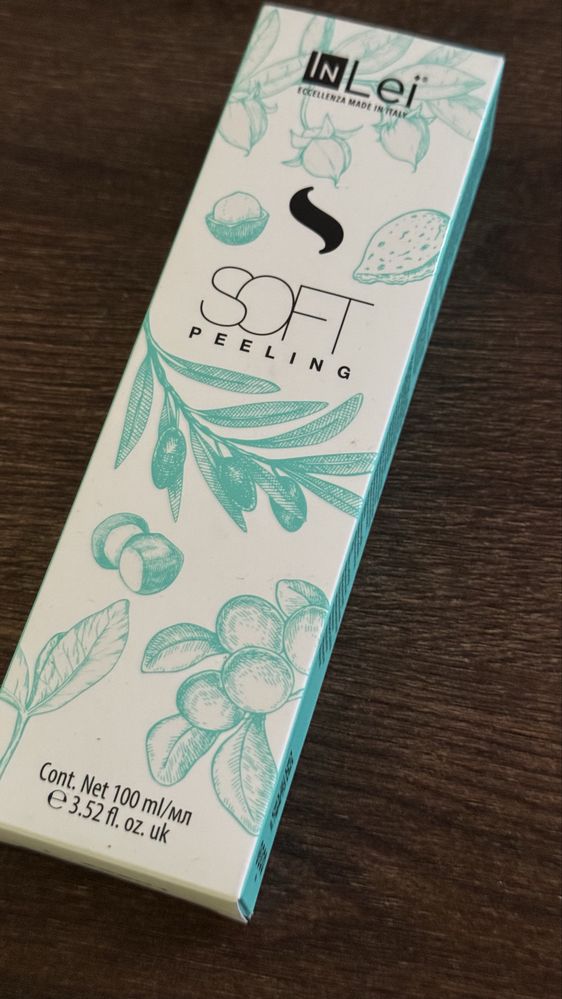 INLei®
ECCELLENZA MADE IN ITALY
SOFT
PEELING
Cont. Net 100 ml/мл
℮ 3.52 fl. oz. uk